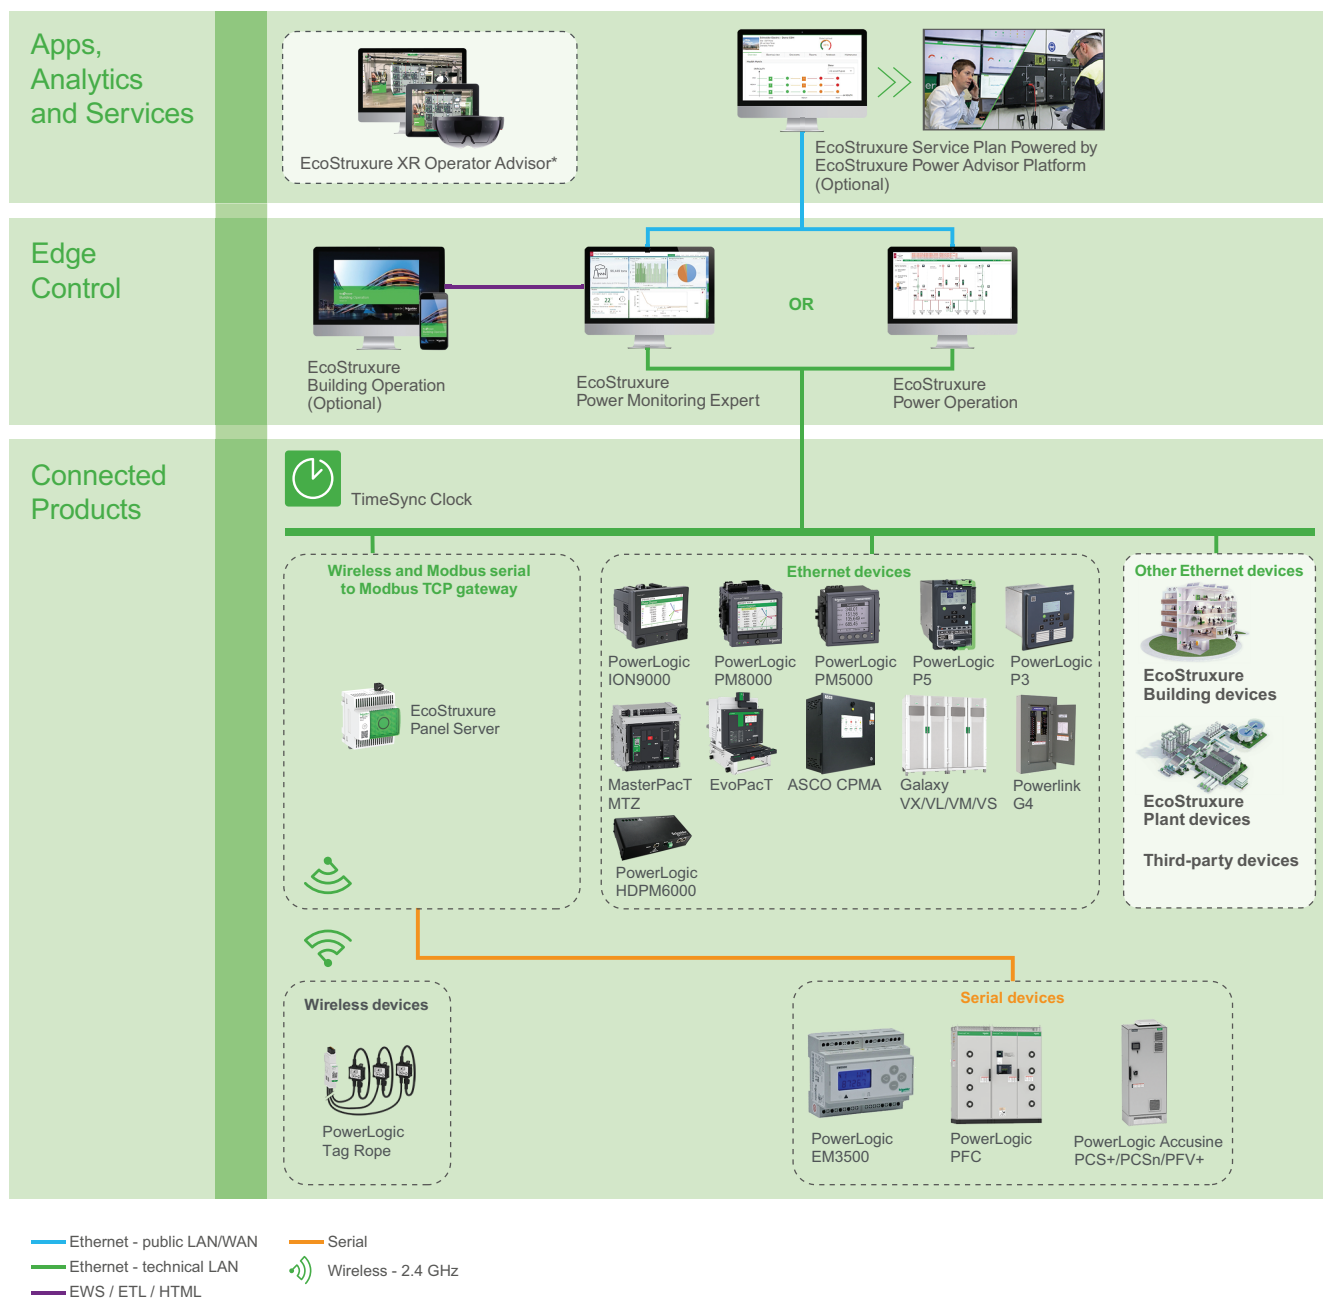 Apps,
Analytics
and Services
EcoStruxure XR Operator Advisor*
EcoStruxure Service Plan Powered by
EcoStruxure Power Advisor Platform
(Optional)
Edge
Control
OR
EcoStruxure
Building Operation
(Optional)
EcoStruxure
Power Monitoring Expert
EcoStruxure
Power Operation
Connected
Products
TimeSync Clock
Wireless and Modbus serial
to Modbus TCP gateway
EcoStruxure
Panel Server
Ethernet devices
PowerLogic
ION9000
PowerLogic
PM8000
PowerLogic
PM5000
PowerLogic
P5
PowerLogic
P3
MasterPacT
MTZ
EvoPacT
ASCO CPMA
Galaxy
VX/VL/VM/VS
Powerlink
G4
PowerLogic
HDPM6000
Other Ethernet devices
EcoStruxure
Building devices
EcoStruxure
Plant devices
Third-party devices
Wireless devices
PowerLogic
Tag Rope
Serial devices
PowerLogic
EM3500
PowerLogic
PFC
PowerLogic Accusine
PCS+/PCSn/PFV+
Ethernet - public LAN/WAN
Ethernet - technical LAN
EWS / ETL / HTML
Serial
Wireless - 2.4 GHz